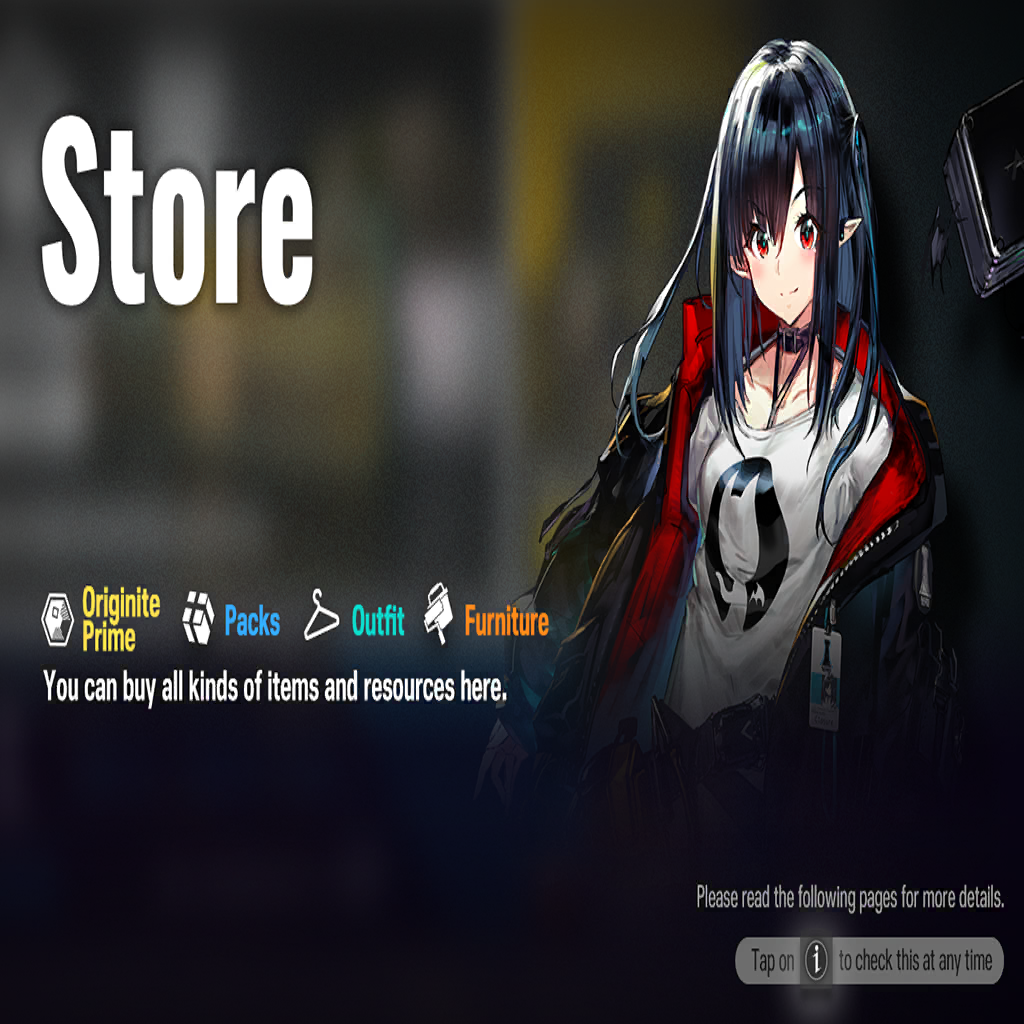 Store
Originite
Prime
Packs
Outfit
Furniture
You can buy all kinds of items and resources here.
Please read the following pages for more details.
Tap on i to check this at any time